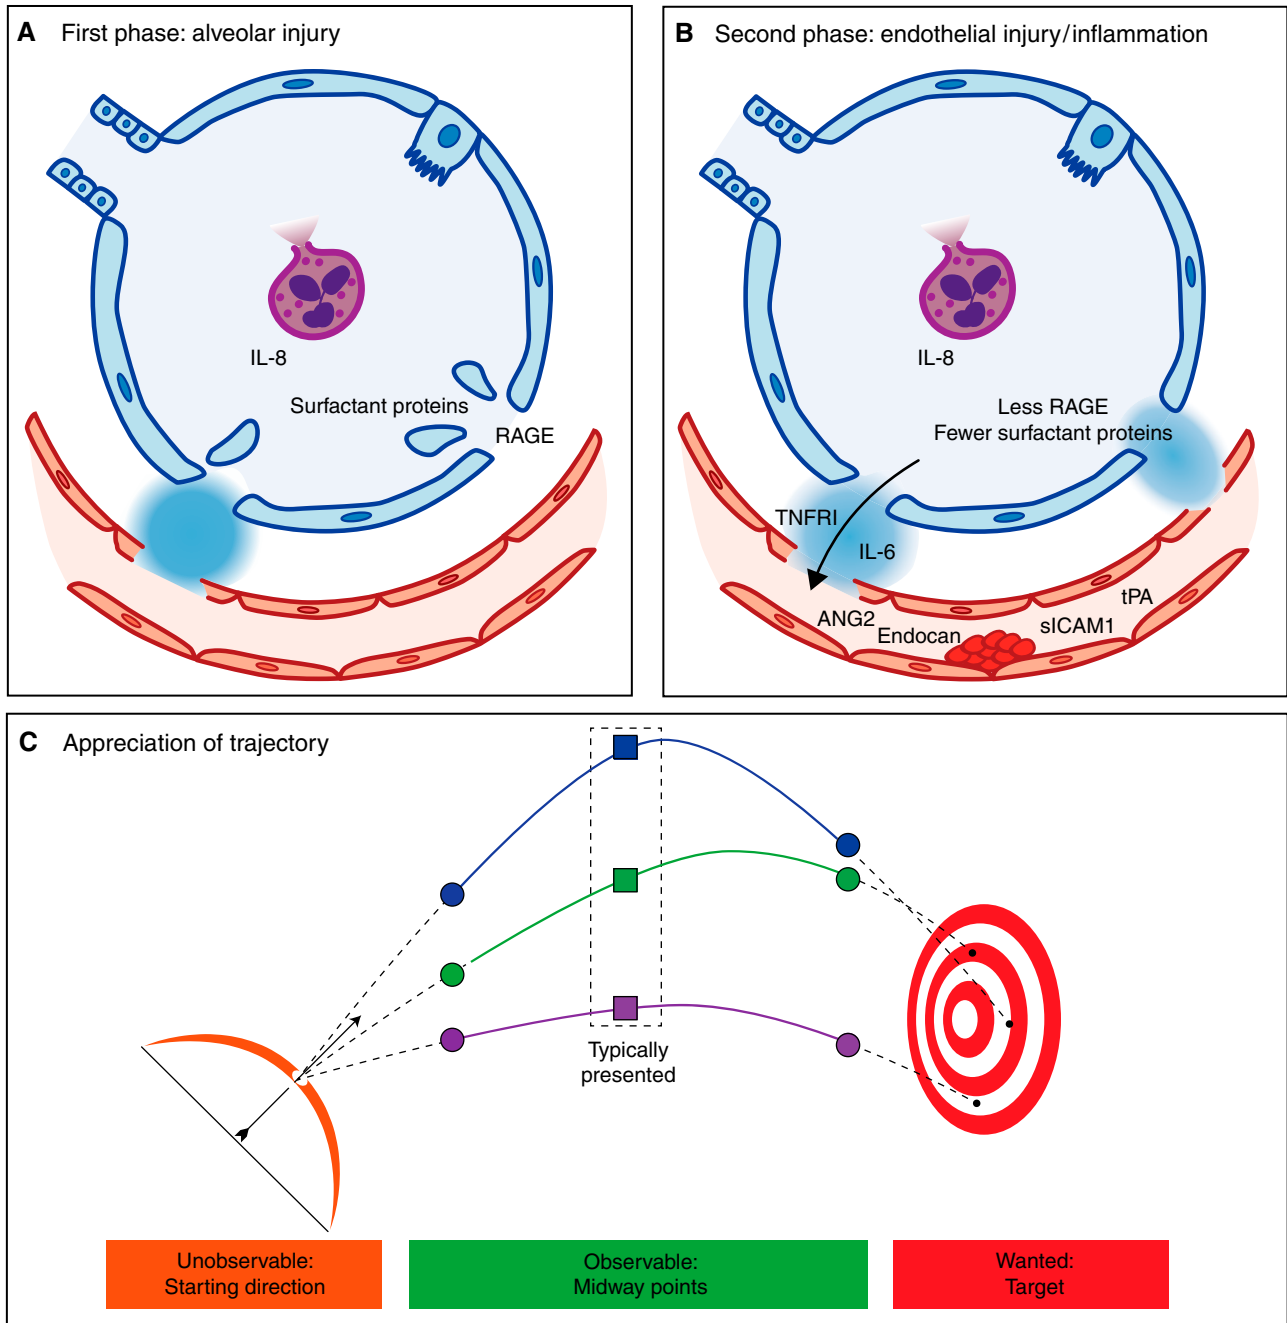 A First phase: alveolar injury
IL-8
Surfactant proteins
RAGE
B Second phase: endothelial injury/inflammation
IL-8
Less RAGE
Fewer surfactant proteins
TNFRI
IL-6
ANG2
Endocan
sICAM1
tPA
C Appreciation of trajectory
Typically
presented
Unobservable:
Starting direction
Observable:
Midway points
Wanted:
Target